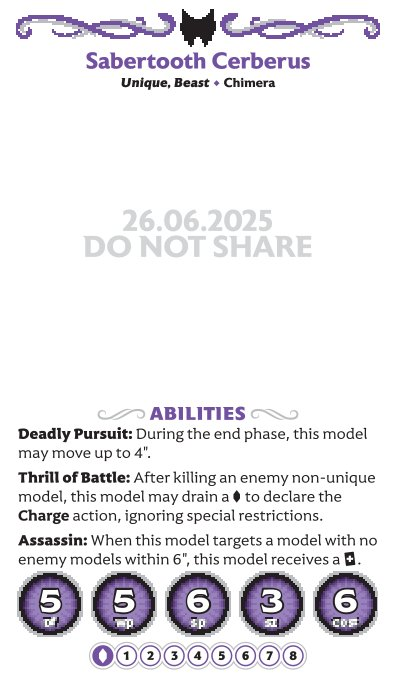 Sabertooth Cerberus
Unique, Beast • Chimera
26.06.2025
DO NOT SHARE
ABILITIES
Deadly Pursuit: During the end phase, this model
may move up to 4".
Thrill of Battle: After killing an enemy non-unique
model, this model may drain a to declare the
Charge action, ignoring special restrictions.
Assassin: When this model targets a model with no
enemy models within 6", this model receives a + .
5 5 6 3 6
Df Wp Sp Sz Cost
1 2 3 4 5 6 7 8